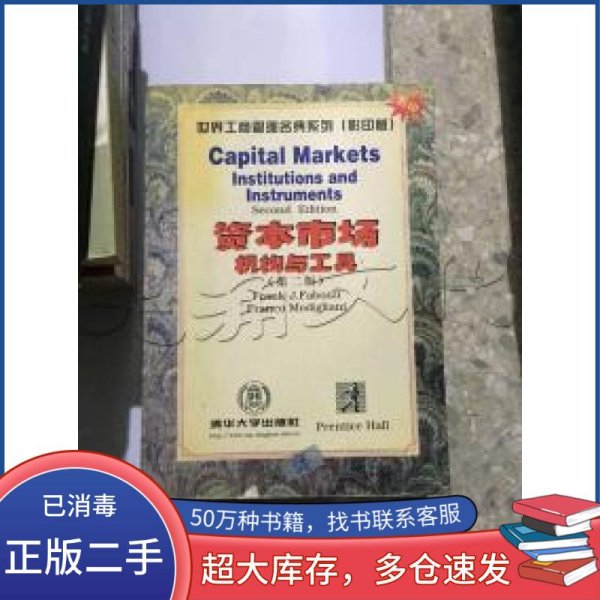 世界工商管理名典系列（影印版）
Capital Markets
Institutions and
Instruments
Second Edition
资本市场
机构与工具
（第二版）
Frank J.Fabozzi
Franco Modigliani
清华大学出版社
Prentice Hall
已消毒
正版二手
50万种书籍，找书联系客服
超大库存，多仓速发